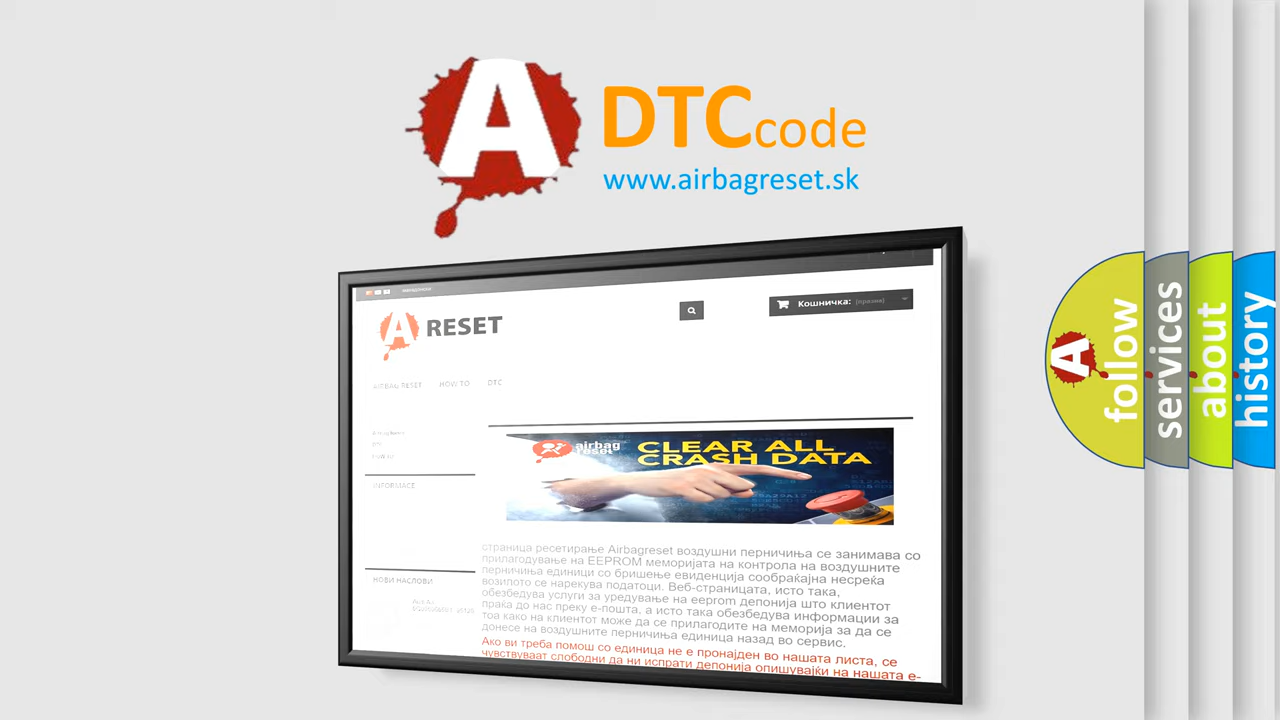 A DTCcode
www.airbagreset.sk
Кошничка: (празна)
A RESET
AIRBAG RESET HOW TO DTC
airbag
reset
CLEAR ALL
CRASH DATA
INFORMACE
страница ресетирање Airbagreset воздушни перничиња се занимава со
прилагодување на EEPROM меморијата на контрола на воздушните
перничиња единици со бришење евиденција сообраќајна несреќа
возилото се нарекува податоци. Веб-страницата, исто така,
обезбедува услуги за уредување на eeprom депонија што клиентот
праќа до нас преку е-пошта, а исто така обезбедува информации за
тоа како на клиентот може да се прилагодите на меморија за да се
донесе на воздушните перничиња единица назад во сервис.
Ако ви треба помош со единица не е пронајден во нашата листа, се
чувствуваат слободни да ни испрати депонија опишувајќи на нашата е-
НОВИ НАСЛОВИ
A follow
services
about
history